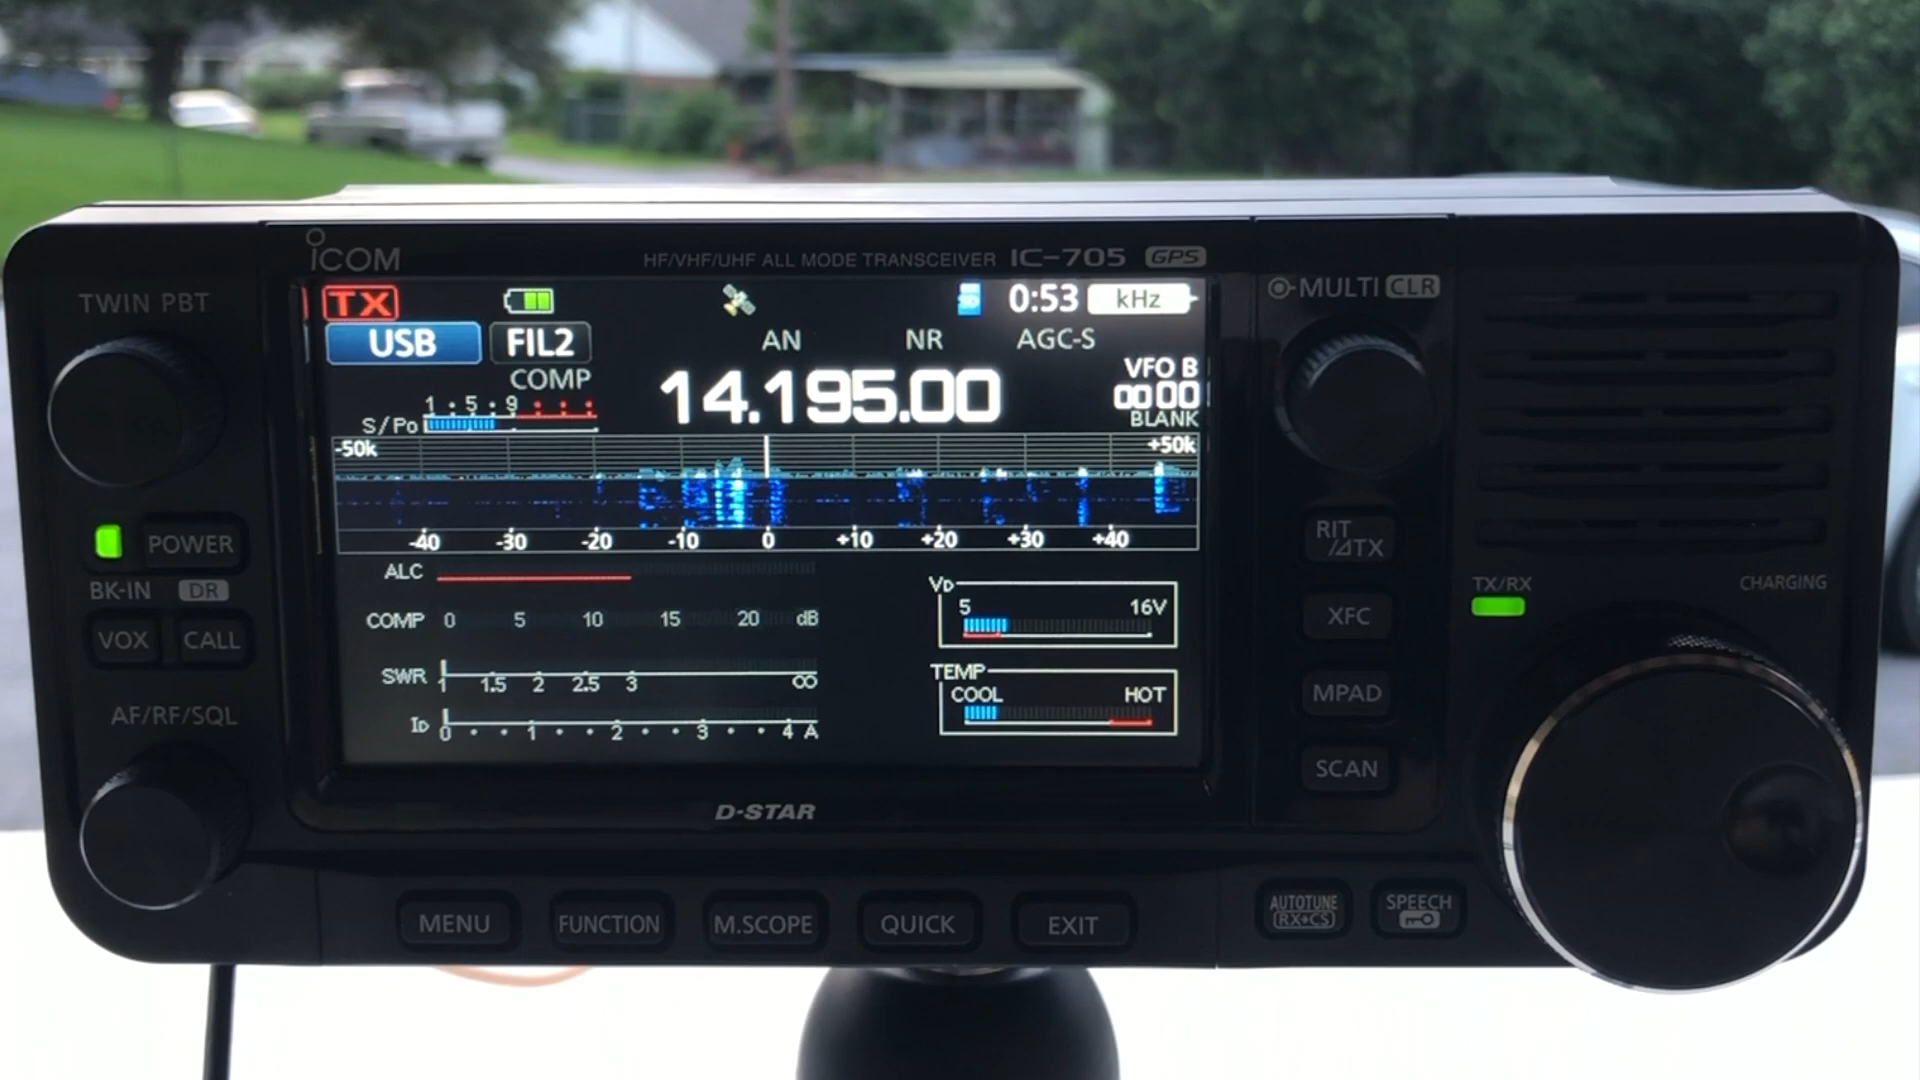 ICOM
HF/VHF/UHF ALL MODE TRANSCEIVER IC-705 GPS
TWIN PBT
MULTI CLR
TX
0:53 kHz
USB FIL2
AN NR AGC-S
COMP
14.195.00
VFO B
00 00
BLANK
1 · 5 · 9
S/Po
-50k +50k
-40 -30 -20 -10 0 +10 +20 +30 +40
ALC
COMP 0 5 10 15 20 dB
SWR 1 1.5 2 2.5 3 ∞
ID 0 · · 1 · · 2 · · 3 · · 4 A
VD
5 16V
TEMP
COOL HOT
POWER
BK-IN DR
VOX CALL
AF/RF/SQL
RIT
/⊿TX
XFC
MPAD
SCAN
TX/RX
CHARGING
D-STAR
MENU FUNCTION M.SCOPE QUICK EXIT
AUTOTUNE
RX→CS
SPEECH